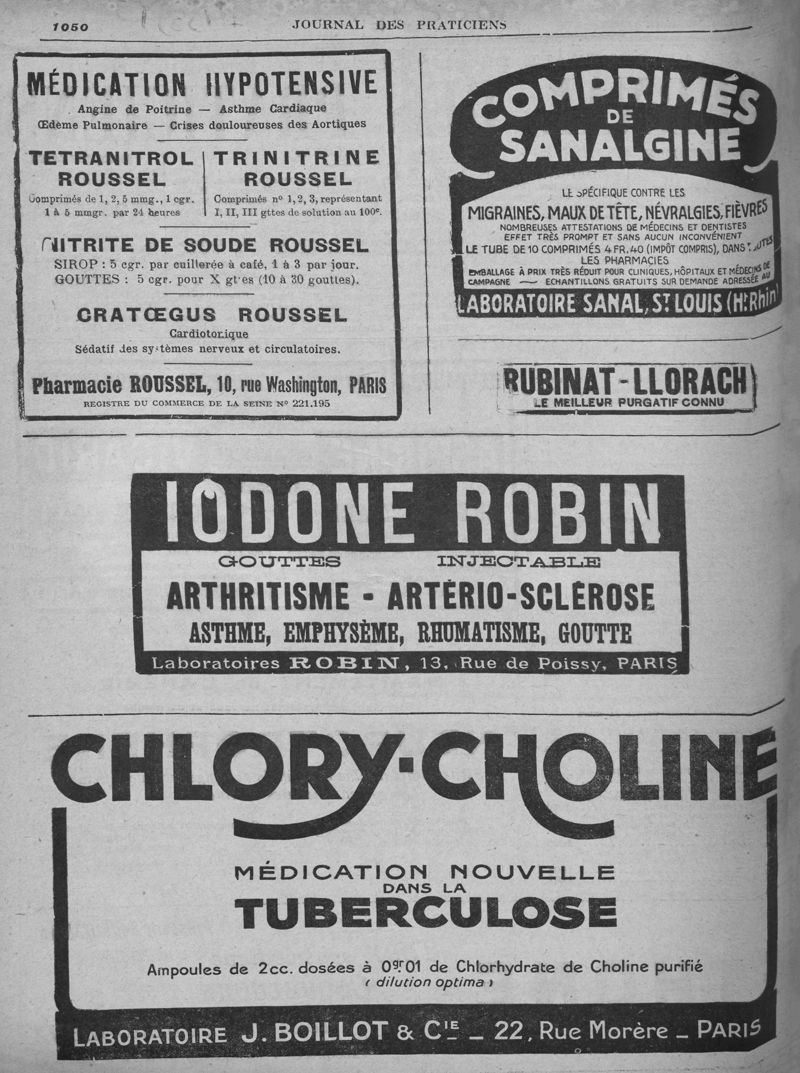 1050
JOURNAL DES PRATICIENS
MÉDICATION HYPOTENSIVE
Angine de Poitrine — Asthme Cardiaque
Œdème Pulmonaire — Crises douloureuses des Aortiques
TETRANITROL
ROUSSEL
Comprimés de 1, 2, 5 mmg., 1 cgr.
1 à 5 mmgr. par 24 heures
TRINITRINE
ROUSSEL
Comprimés nº 1, 2, 3, représentant
I, II, III gttes de solution au 100e.
NITRITE DE SOUDE ROUSSEL
SIROP : 5 cgr. par cuillerée à café, 1 à 3 par jour.
GOUTTES : 5 cgr. pour X gttes (10 à 30 gouttes).
CRATŒGUS ROUSSEL
Cardiotonique
Sédatif des systèmes nerveux et circulatoires.
Pharmacie ROUSSEL, 10, rue Washington, PARIS
REGISTRE DU COMMERCE DE LA SEINE Nº 221.195
COMPRIMÉS
DE
SANALGINE
LE SPÉCIFIQUE CONTRE LES
MIGRAINES, MAUX DE TÊTE, NÉVRALGIES, FIÈVRES
NOMBREUSES ATTESTATIONS DE MÉDECINS ET DENTISTES
EFFET TRÈS PROMPT ET SANS AUCUN INCONVÉNIENT
LE TUBE DE 10 COMPRIMÉS 4 FR. 40 (IMPÔT COMPRIS), DANS TOUTES
LES PHARMACIES
EMBALLAGE À PRIX TRÈS RÉDUIT POUR CLINIQUES, HÔPITAUX ET MÉDECINS DE
CAMPAGNE — ECHANTILLONS GRATUITS SUR DEMANDE ADRESSÉE AU
LABORATOIRE SANAL, St LOUIS (Ht Rhin)
RUBINAT-LLORACH
LE MEILLEUR PURGATIF CONNU
IODONE ROBIN
GOUTTES INJECTABLE
ARTHRITISME - ARTÉRIO-SCLÉROSE
ASTHME, EMPHYSÈME, RHUMATISME, GOUTTE
Laboratoires ROBIN, 13, Rue de Poissy, PARIS
CHLORY-CHOLINE
MÉDICATION NOUVELLE
DANS LA
TUBERCULOSE
Ampoules de 2cc. dosées à 0gr01 de Chlorhydrate de Choline purifié
(dilution optima)
LABORATOIRE J. BOILLOT & CIE — 22, Rue Morère — PARIS